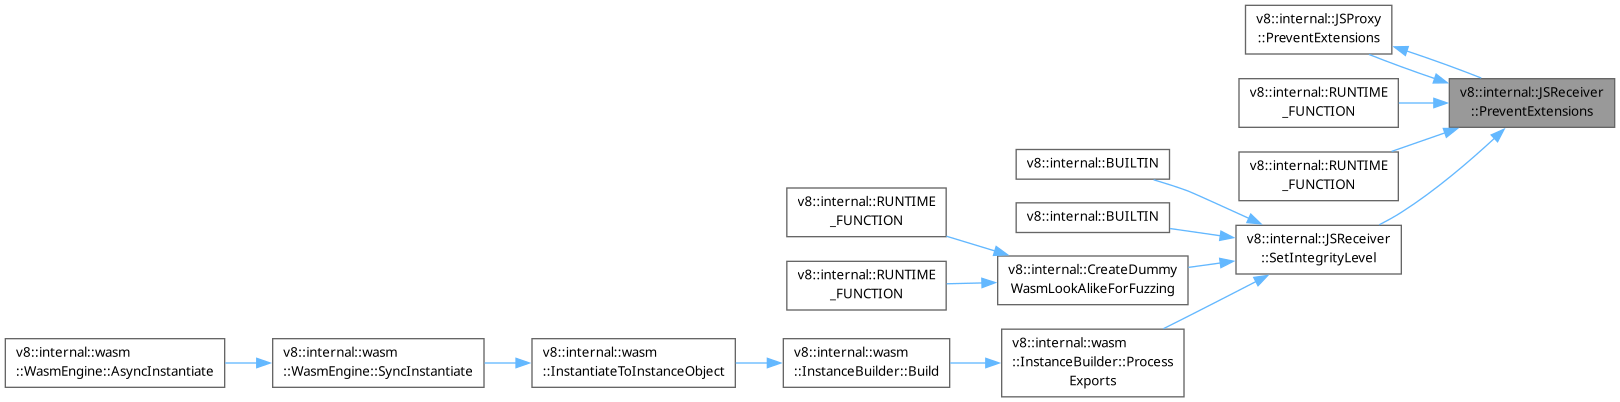 v8::internal::JSProxy
::PreventExtensions
v8::internal::JSReceiver
::PreventExtensions
v8::internal::RUNTIME
_FUNCTION
v8::internal::RUNTIME
_FUNCTION
v8::internal::BUILTIN
v8::internal::BUILTIN
v8::internal::JSReceiver
::SetIntegrityLevel
v8::internal::RUNTIME
_FUNCTION
v8::internal::RUNTIME
_FUNCTION
v8::internal::CreateDummy
WasmLookAlikeForFuzzing
v8::internal::wasm
::WasmEngine::AsyncInstantiate
v8::internal::wasm
::WasmEngine::SyncInstantiate
v8::internal::wasm
::InstantiateToInstanceObject
v8::internal::wasm
::InstanceBuilder::Build
v8::internal::wasm
::InstanceBuilder::Process
Exports